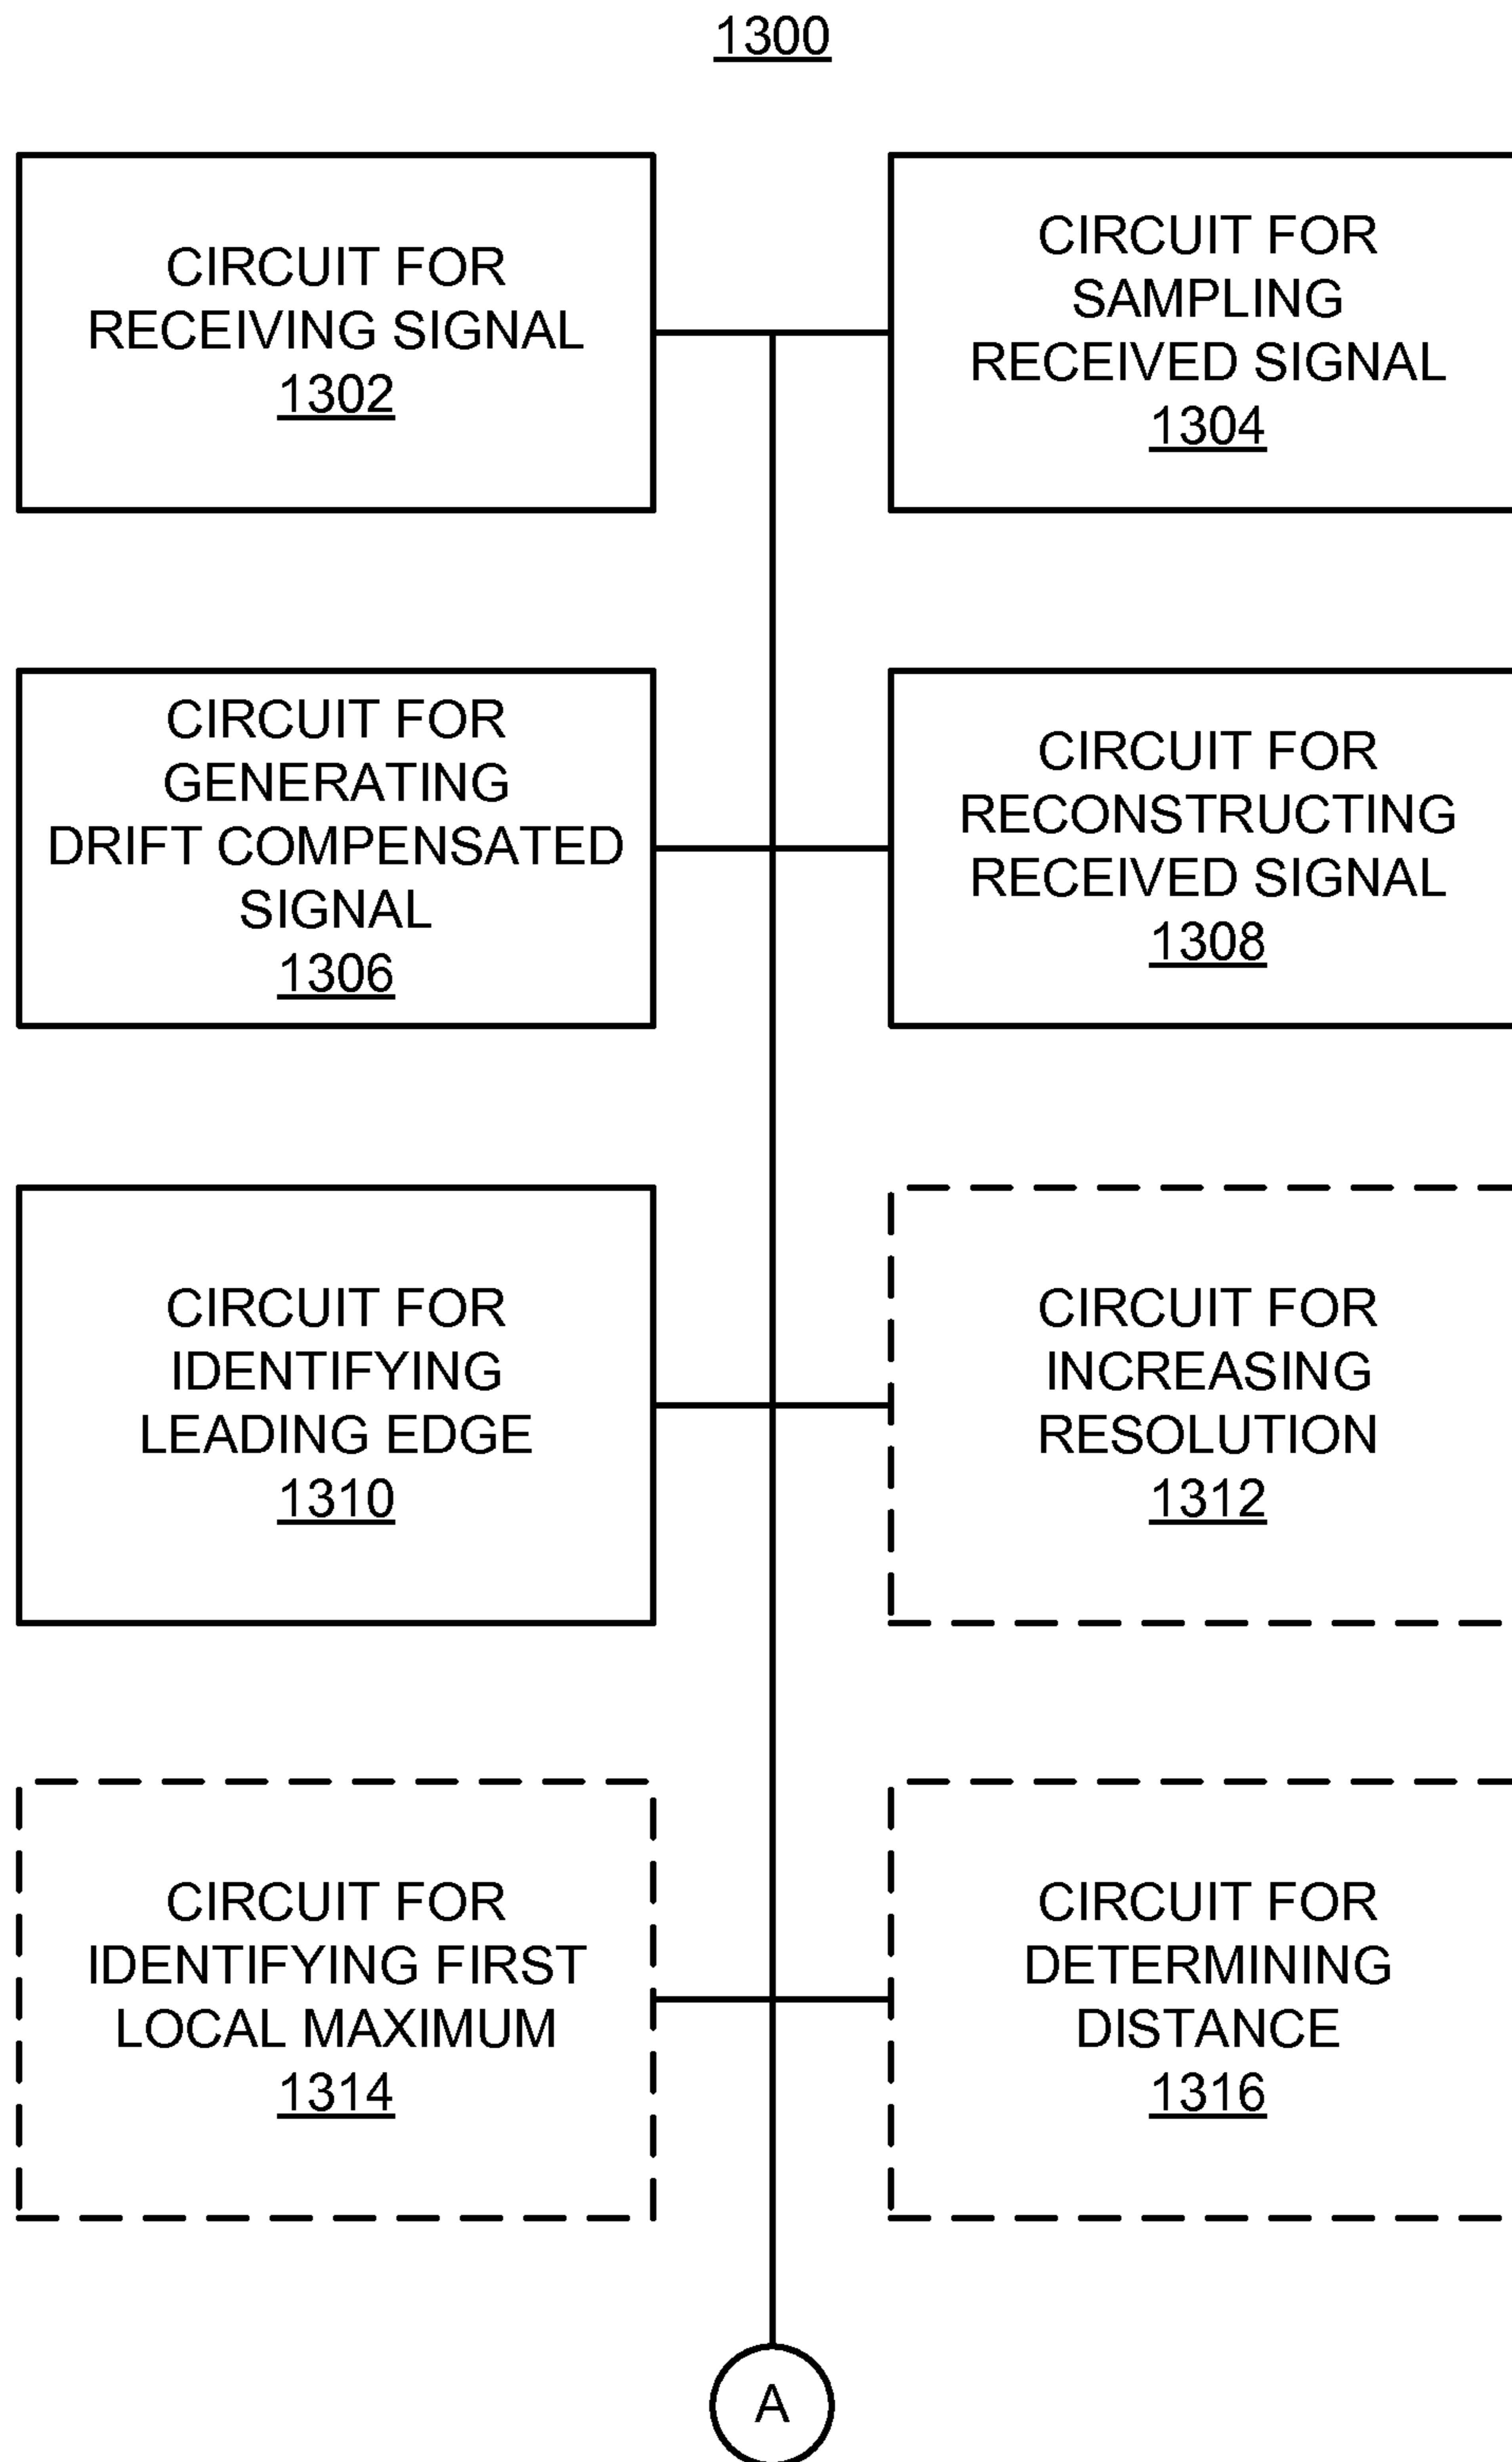 1300
CIRCUIT FOR
RECEIVING SIGNAL
1302
CIRCUIT FOR
SAMPLING
RECEIVED SIGNAL
1304
CIRCUIT FOR
GENERATING
DRIFT COMPENSATED
SIGNAL
1306
CIRCUIT FOR
RECONSTRUCTING
RECEIVED SIGNAL
1308
CIRCUIT FOR
IDENTIFYING
LEADING EDGE
1310
CIRCUIT FOR
INCREASING
RESOLUTION
1312
CIRCUIT FOR
IDENTIFYING FIRST
LOCAL MAXIMUM
1314
CIRCUIT FOR
DETERMINING
DISTANCE
1316
A